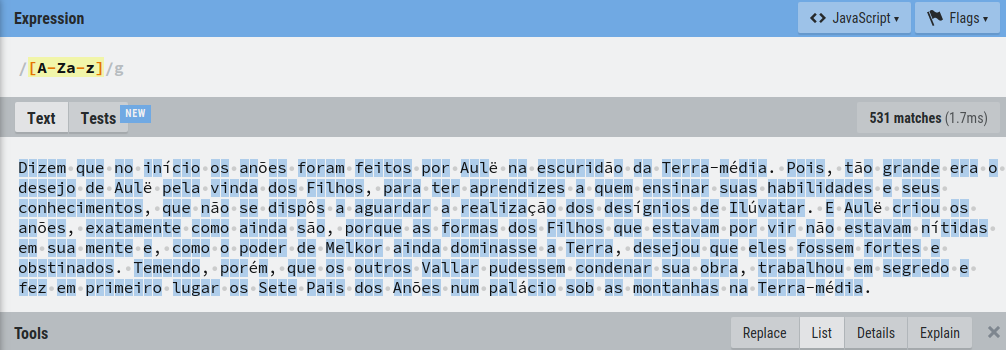 Expression
<> JavaScript ▾
Flags ▾
/[A-Za-z]/g
Text
Tests
NEW
531 matches (1.7ms)
Dizem·que·no·início·os·anões·foram·feitos·por·Aulë·na·escuridão·da·Terra-média.·Pois,·tão·grande·era·o·
desejo·de·Aulë·pela·vinda·dos·Filhos,·para·ter·aprendizes·a·quem·ensinar·suas·habilidades·e·seus·
conhecimentos,·que·não·se·dispôs·a·aguardar·a·realização·dos·desígnios·de·Ilúvatar.·E·Aulë·criou·os·
anões,·exatamente·como·ainda·são,·porque·as·formas·dos·Filhos·que·estavam·por·vir·não·estavam·nítidas·
em·sua·mente·e,·como·o·poder·de·Melkor·ainda·dominasse·a·Terra,·desejou·que·eles·fossem·fortes·e·
obstinados.·Temendo,·porém,·que·os·outros·Vallar·pudessem·condenar·sua·obra,·trabalhou·em·segredo·e·
fez·em·primeiro·lugar·os·Sete·Pais·dos·Anões·num·palácio·sob·as·montanhas·na·Terra-média.
Tools
Replace
List
Details
Explain
×